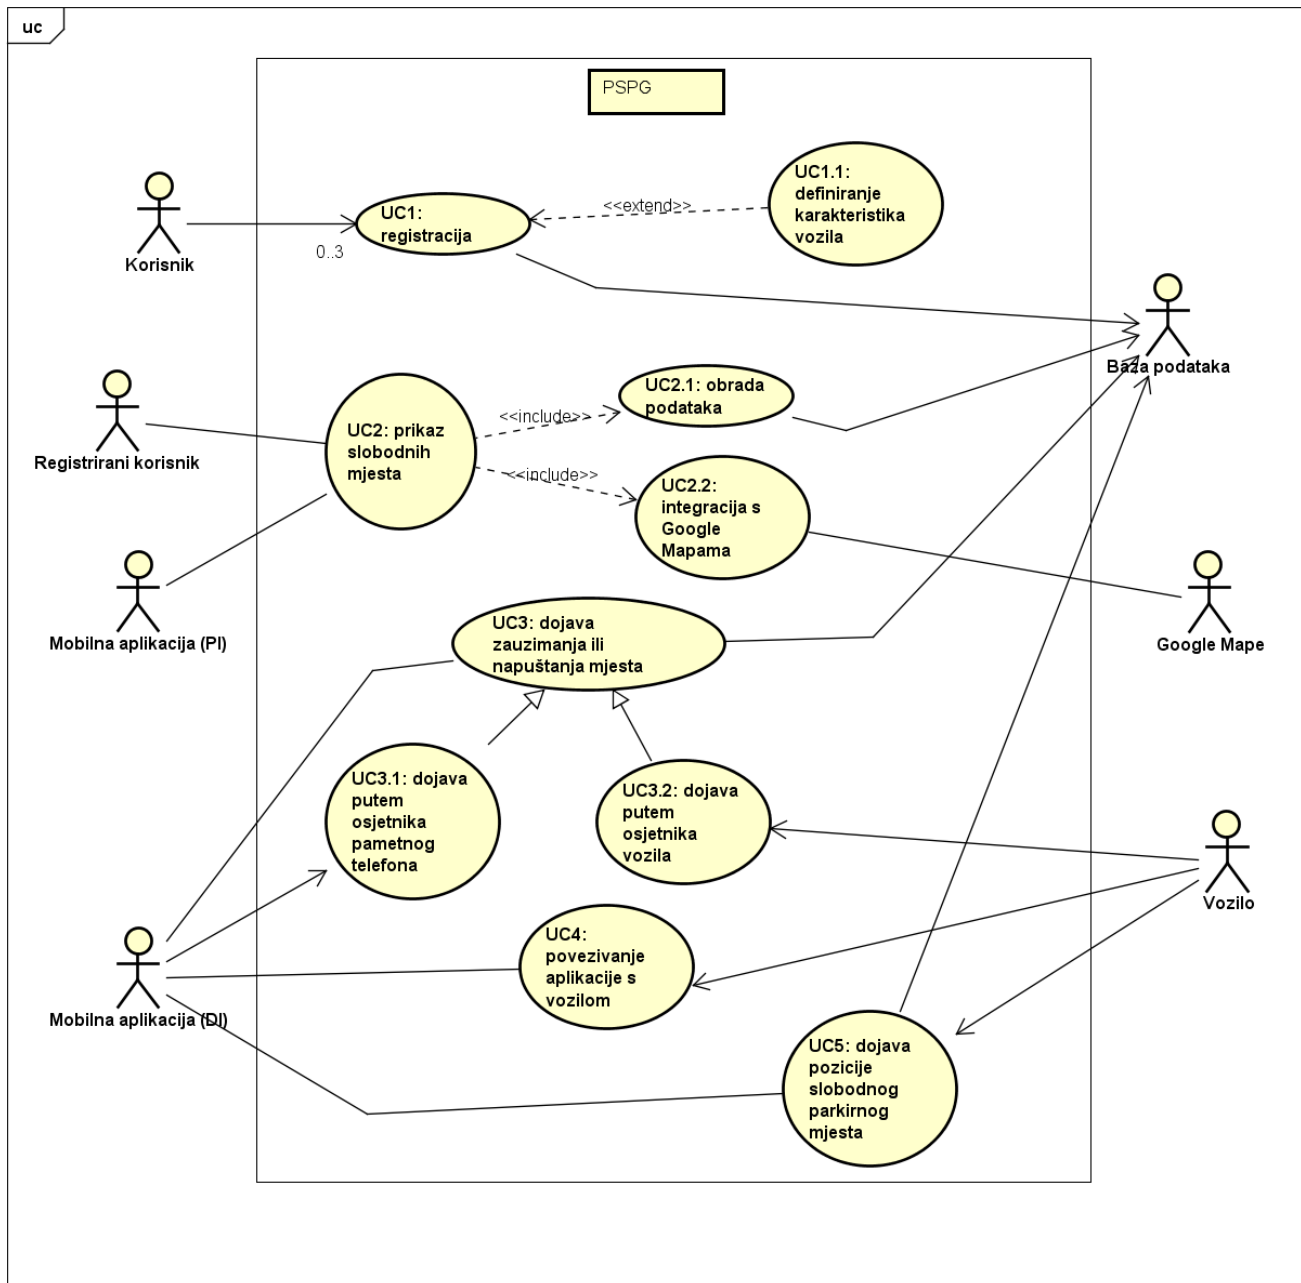 uc
PSPG
UC1:
registracija
<<extend>>
UC1.1:
definiranje
karakteristika
vozila
0..3
Korisnik
Baza podataka
Registrirani korisnik
UC2: prikaz
slobodnih
mjesta
<<include>>
UC2.1: obrada
podataka
<<include>>
UC2.2:
integracija s
Google
Mapama
Mobilna aplikacija (PI)
Google Mape
UC3: dojava
zauzimanja ili
napuštanja mjesta
UC3.1: dojava
putem
osjetnika
pametnog
telefona
UC3.2: dojava
putem
osjetnika
vozila
Vozilo
Mobilna aplikacija (DI)
UC4:
povezivanje
aplikacije s
vozilom
UC5: dojava
pozicije
slobodnog
parkirnog
mjesta